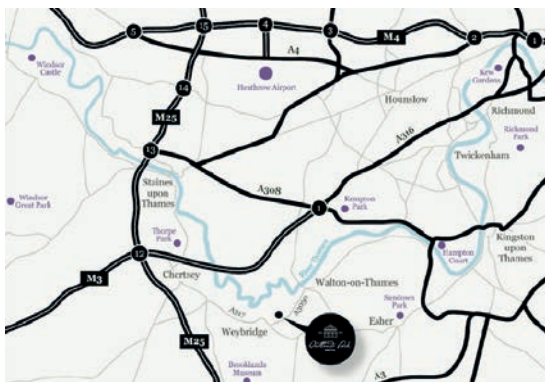 15
4
3
5
A4
M4
2
1
Windsor
Castle
Heathrow Airport
Kew
Gardens
14
Hounslow
Richmond
M25
A316
Richmond
Park
13
Twickenham
Staines
upon
Thames
A308
Windsor
Great Park
1
Kempton
Park
Thorpe
Park
Kingston
upon
Thames
Hampton
Court
12
River Thames
M3
Chertsey
Walton-on-Thames
A317
A3050
Sandown
Park
Weybridge
Esher
Oatlands Park
M25
Brooklands
Museum
A3